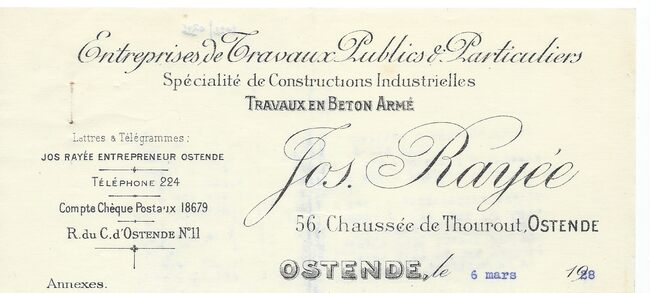 Entreprises de Travaux Publics & Particuliers
Spécialité de Constructions Industrielles
TRAVAUX EN BETON ARMÉ
Lettres & Télégrammes:
JOS RAYÉE ENTREPRENEUR OSTENDE
TÉLÉPHONE 224
Compte Chèque Postaux 18679
R. du C. d'OSTENDE N° 11
Jos. Rayée
56, Chaussée de Thourout, OSTENDE
OSTENDE, le 6 mars 1928
Annexes.